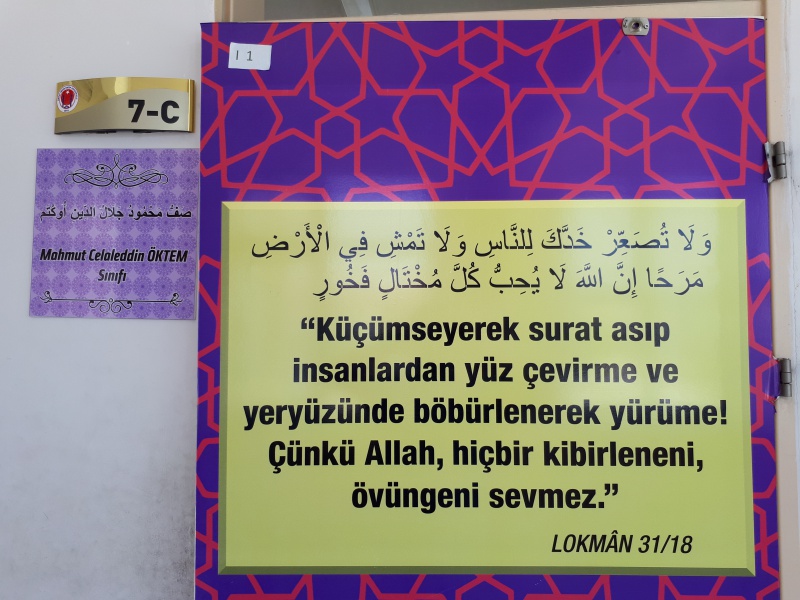 I 1
7-C
صف محمود جلال الدين أوكتم
Mahmut Celaleddin ÖKTEM
Sınıfı
وَلَا تُصَعِّرْ خَدَّكَ لِلنَّاسِ وَلَا تَمْشِ فِي الْأَرْضِ
مَرَحًا إِنَّ اللَّهَ لَا يُحِبُّ كُلَّ مُخْتَالٍ فَخُورٍ
“Küçümseyerek surat asıp
insanlardan yüz çevirme ve
yeryüzünde böbürlenerek yürüme!
Çünkü Allah, hiçbir kibirleneni,
övüngeni sevmez.”
LOKMÂN 31/18